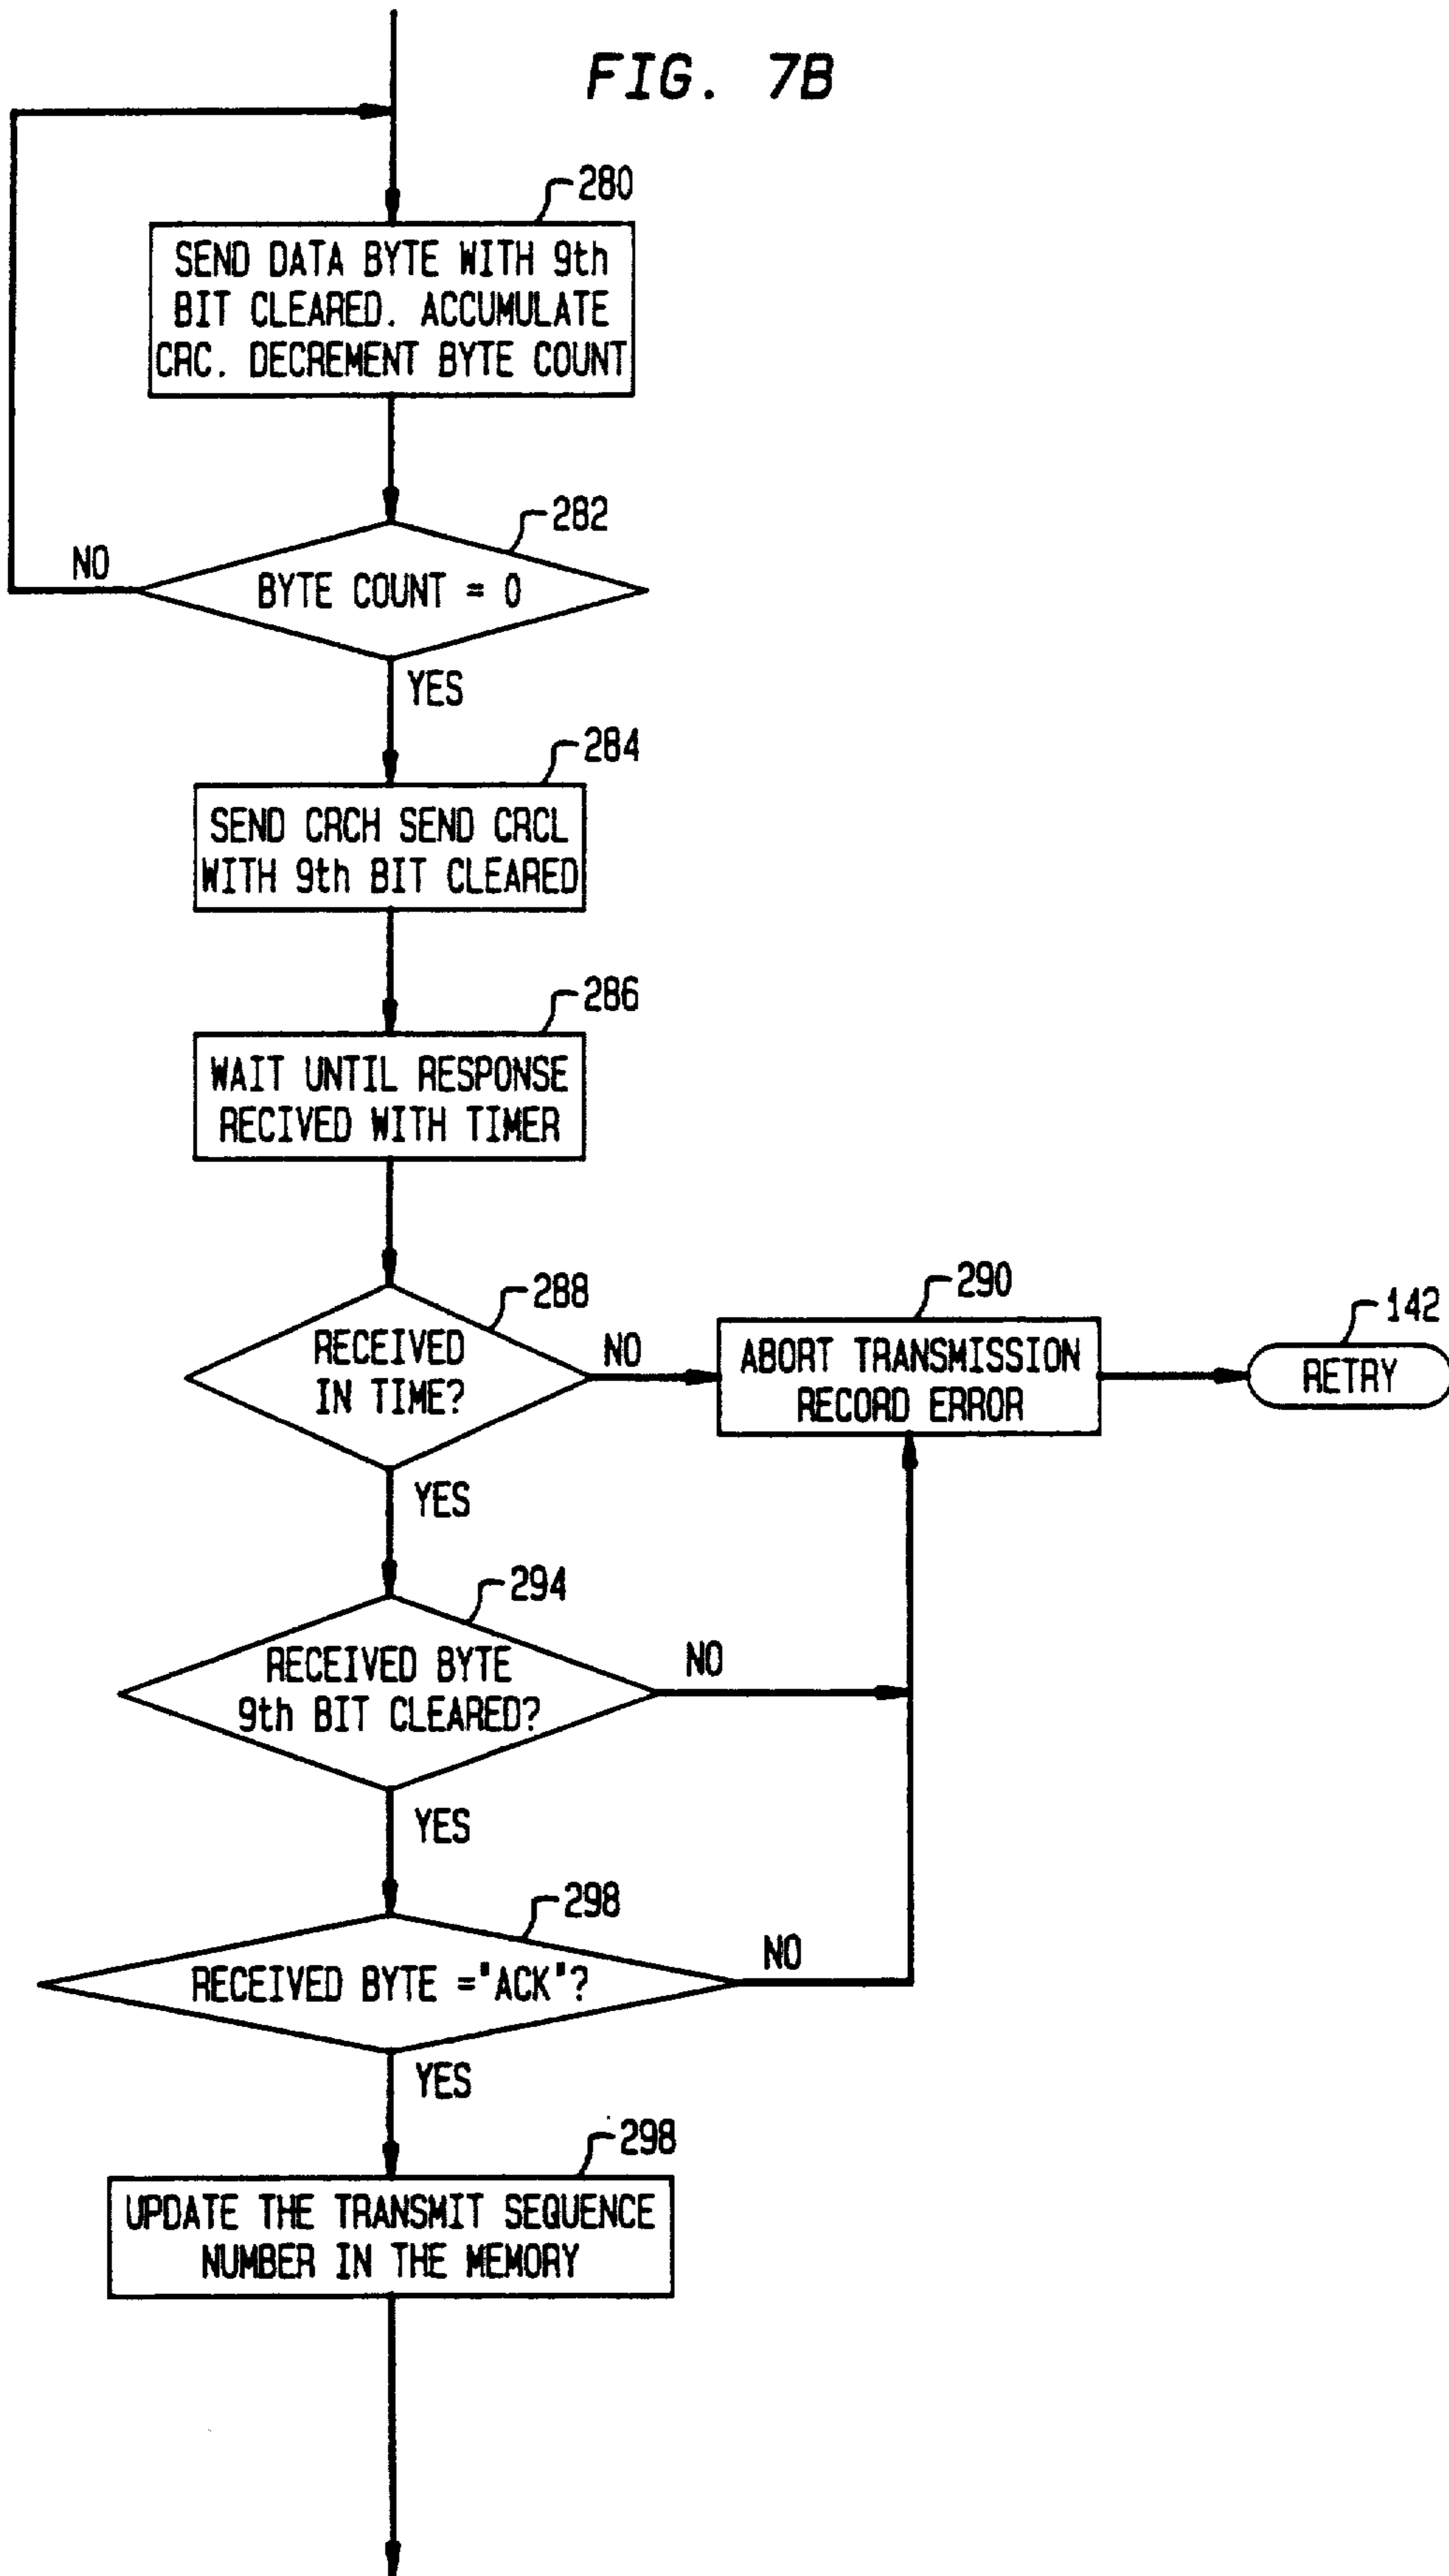 FIG. 7B
280
SEND DATA BYTE WITH 9th
BIT CLEARED. ACCUMULATE
CRC. DECREMENT BYTE COUNT
282
NO
BYTE COUNT = 0
YES
284
SEND CRCH SEND CRCL
WITH 9th BIT CLEARED
286
WAIT UNTIL RESPONSE
RECIVED WITH TIMER
288
RECEIVED
IN TIME?
NO
290
ABORT TRANSMISSION
RECORD ERROR
142
RETRY
YES
294
RECEIVED BYTE
9th BIT CLEARED?
NO
YES
298
RECEIVED BYTE ="ACK"?
NO
YES
298
UPDATE THE TRANSMIT SEQUENCE
NUMBER IN THE MEMORY